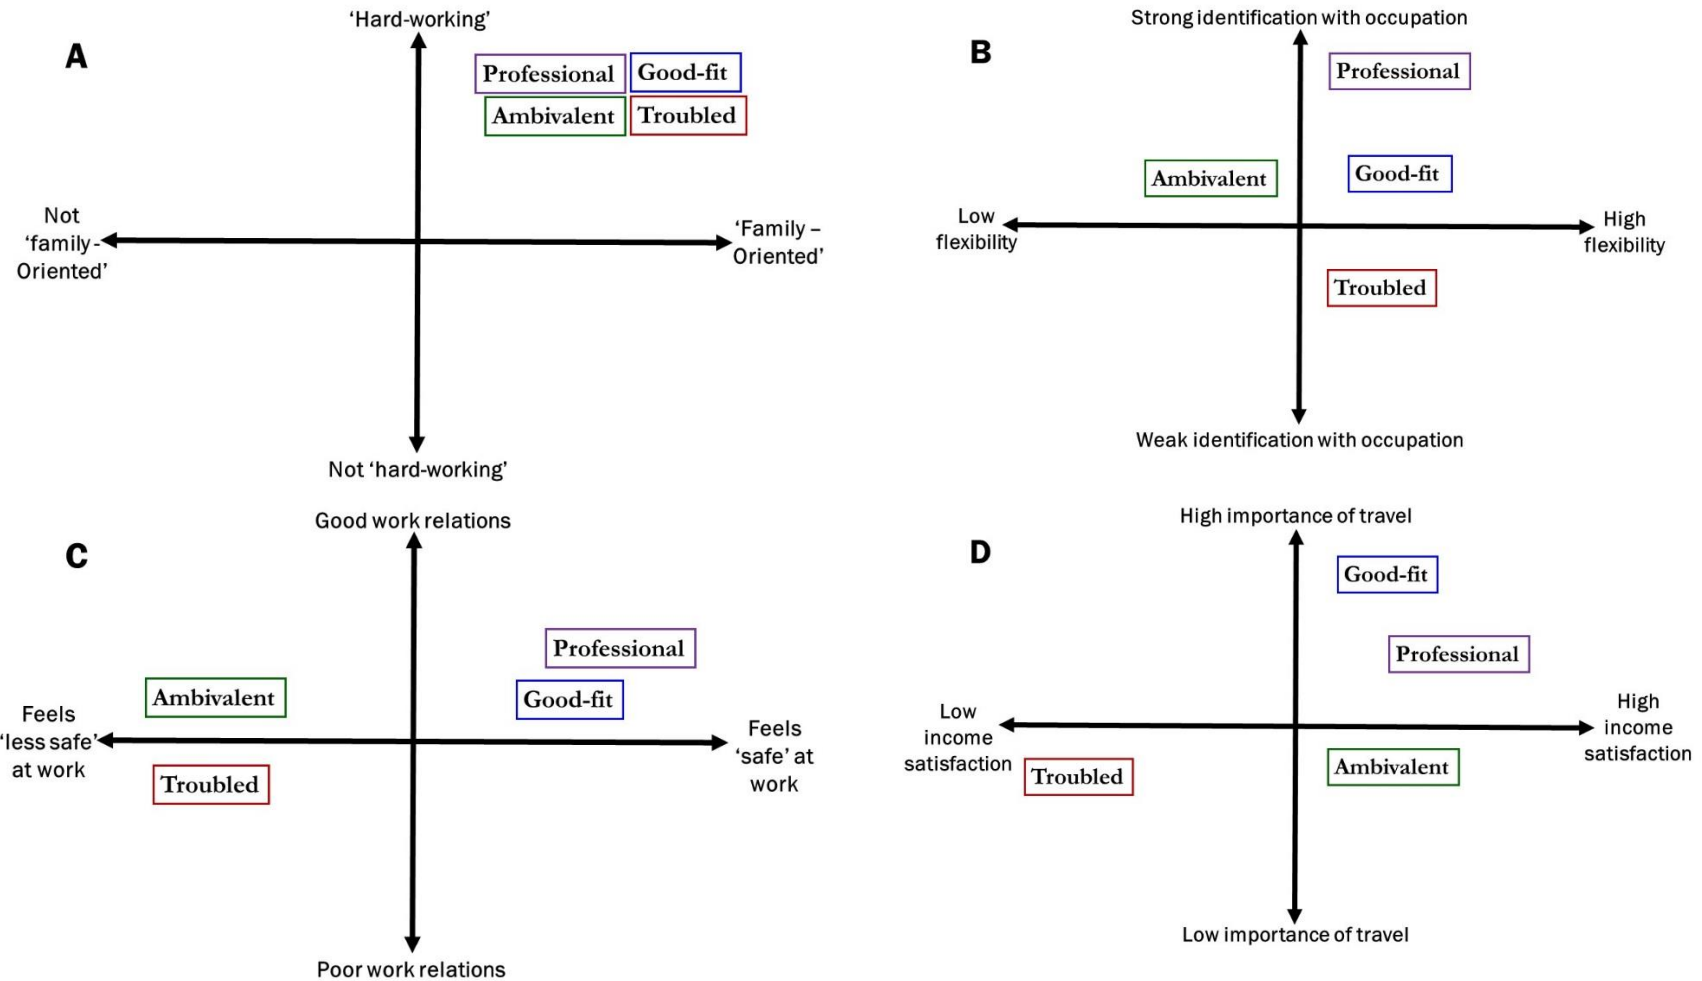 A
‘Hard-working’
Professional
Good-fit
Ambivalent
Troubled
Not
‘family-
Oriented’
‘Family –
Oriented’
Not ‘hard-working’
B
Strong identification with occupation
Professional
Ambivalent
Good-fit
Low
flexibility
High
flexibility
Troubled
Weak identification with occupation
C
Good work relations
Professional
Ambivalent
Good-fit
Feels
‘less safe’
at work
Feels
‘safe’ at
work
Troubled
Poor work relations
D
High importance of travel
Good-fit
Professional
Low
income
satisfaction
High
income
satisfaction
Troubled
Ambivalent
Low importance of travel